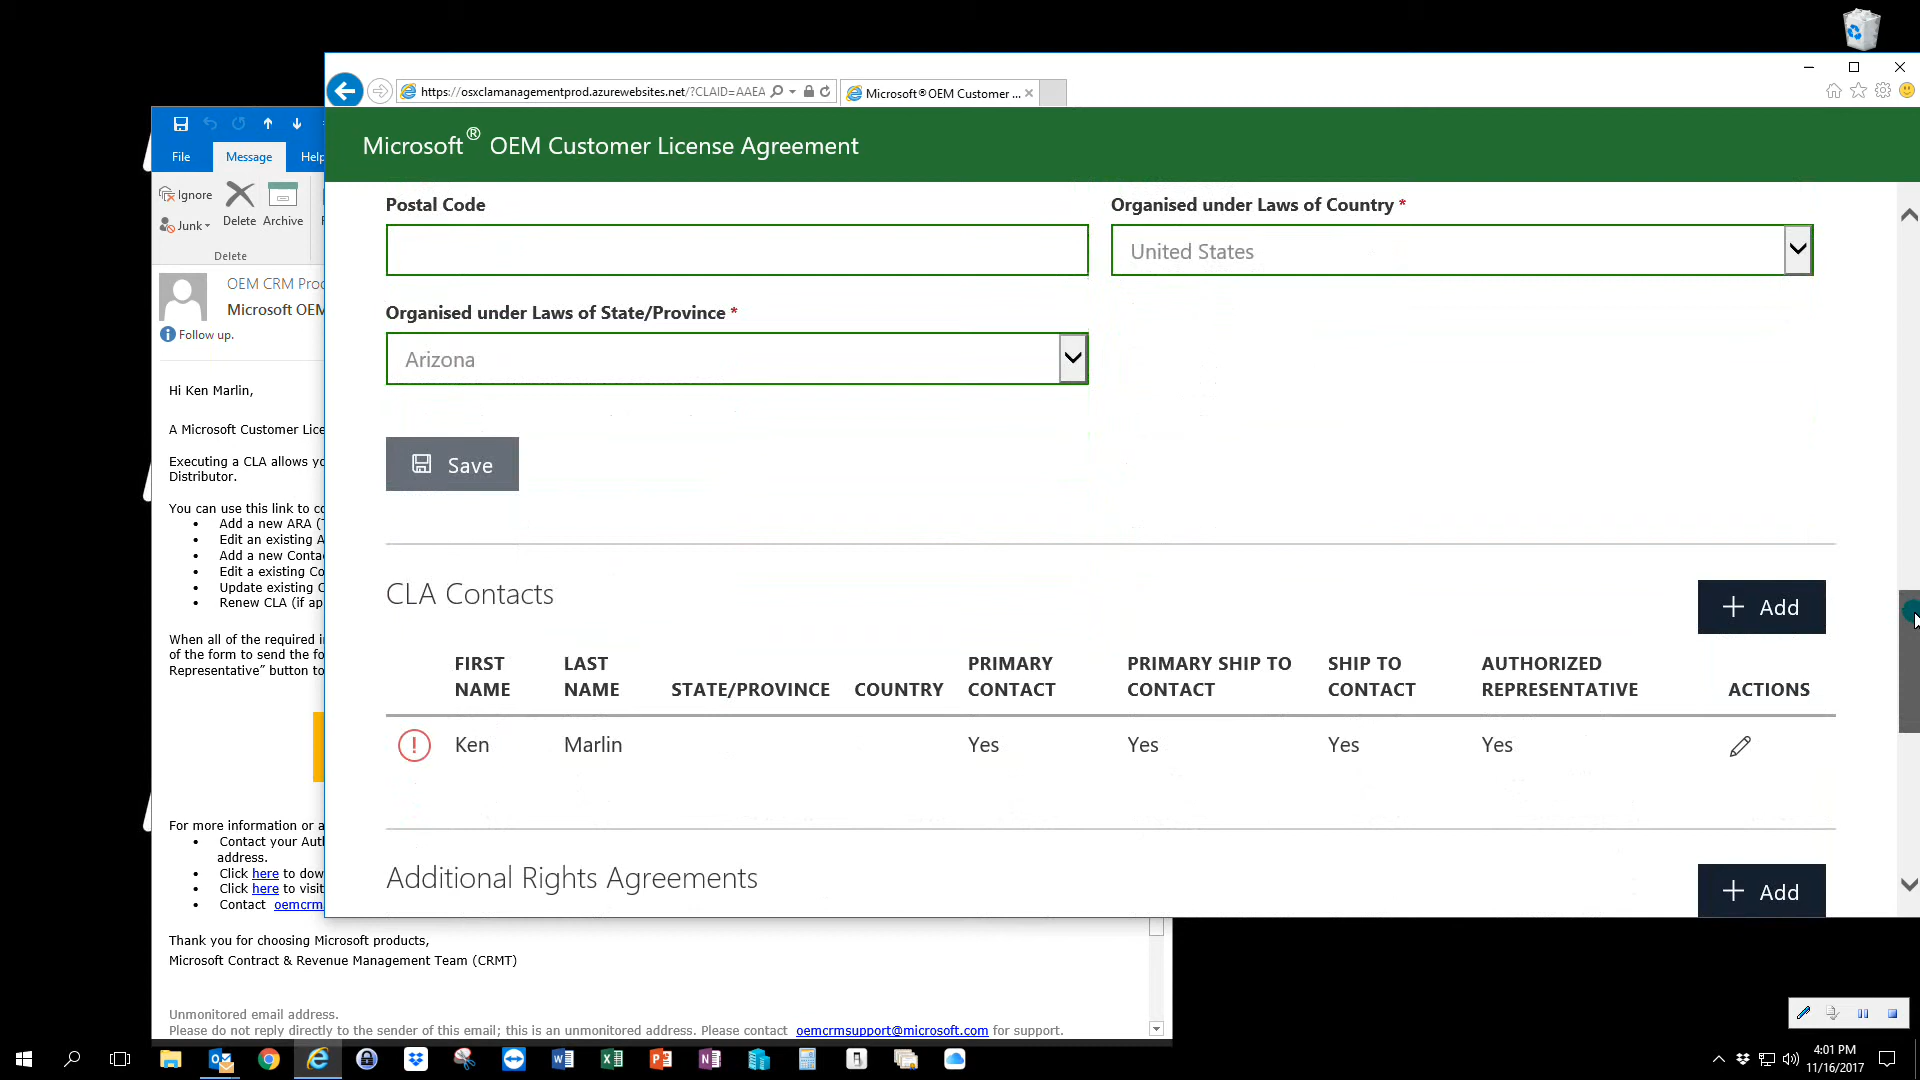 https://osxclamanagementprod.azurewebsites.net/?CLAID=AAEA
Microsoft® OEM Customer ...
Microsoft® OEM Customer License Agreement
File
Message
Help
Ignore
Junk
Delete
Archive
Delete
OEM CRM Proc
Microsoft OEM
Follow up.
Hi Ken Marlin,
A Microsoft Customer Lice
Executing a CLA allows yo
Distributor.
You can use this link to co
• Add a new ARA (T
• Edit an existing A
• Add a new Conta
• Edit a existing Co
• Update existing C
• Renew CLA (if ap
When all of the required i
of the form to send the fo
Representative” button to
For more information or a
• Contact your Auth
address.
• Click here to dow
• Click here to visit
• Contact oemcrm
Thank you for choosing Microsoft products,
Microsoft Contract & Revenue Management Team (CRMT)
Unmonitored email address.
Please do not reply directly to the sender of this email; this is an unmonitored address. Please contact oemcrmsupport@microsoft.com for support.
Postal Code
Organised under Laws of Country *
United States
Organised under Laws of State/Province *
Arizona
Save
CLA Contacts
+ Add
FIRST NAME LAST NAME STATE/PROVINCE COUNTRY PRIMARY CONTACT PRIMARY SHIP TO CONTACT SHIP TO CONTACT AUTHORIZED REPRESENTATIVE ACTIONS
Ken Marlin Yes Yes Yes Yes
Additional Rights Agreements
+ Add
4:01 PM
11/16/2017